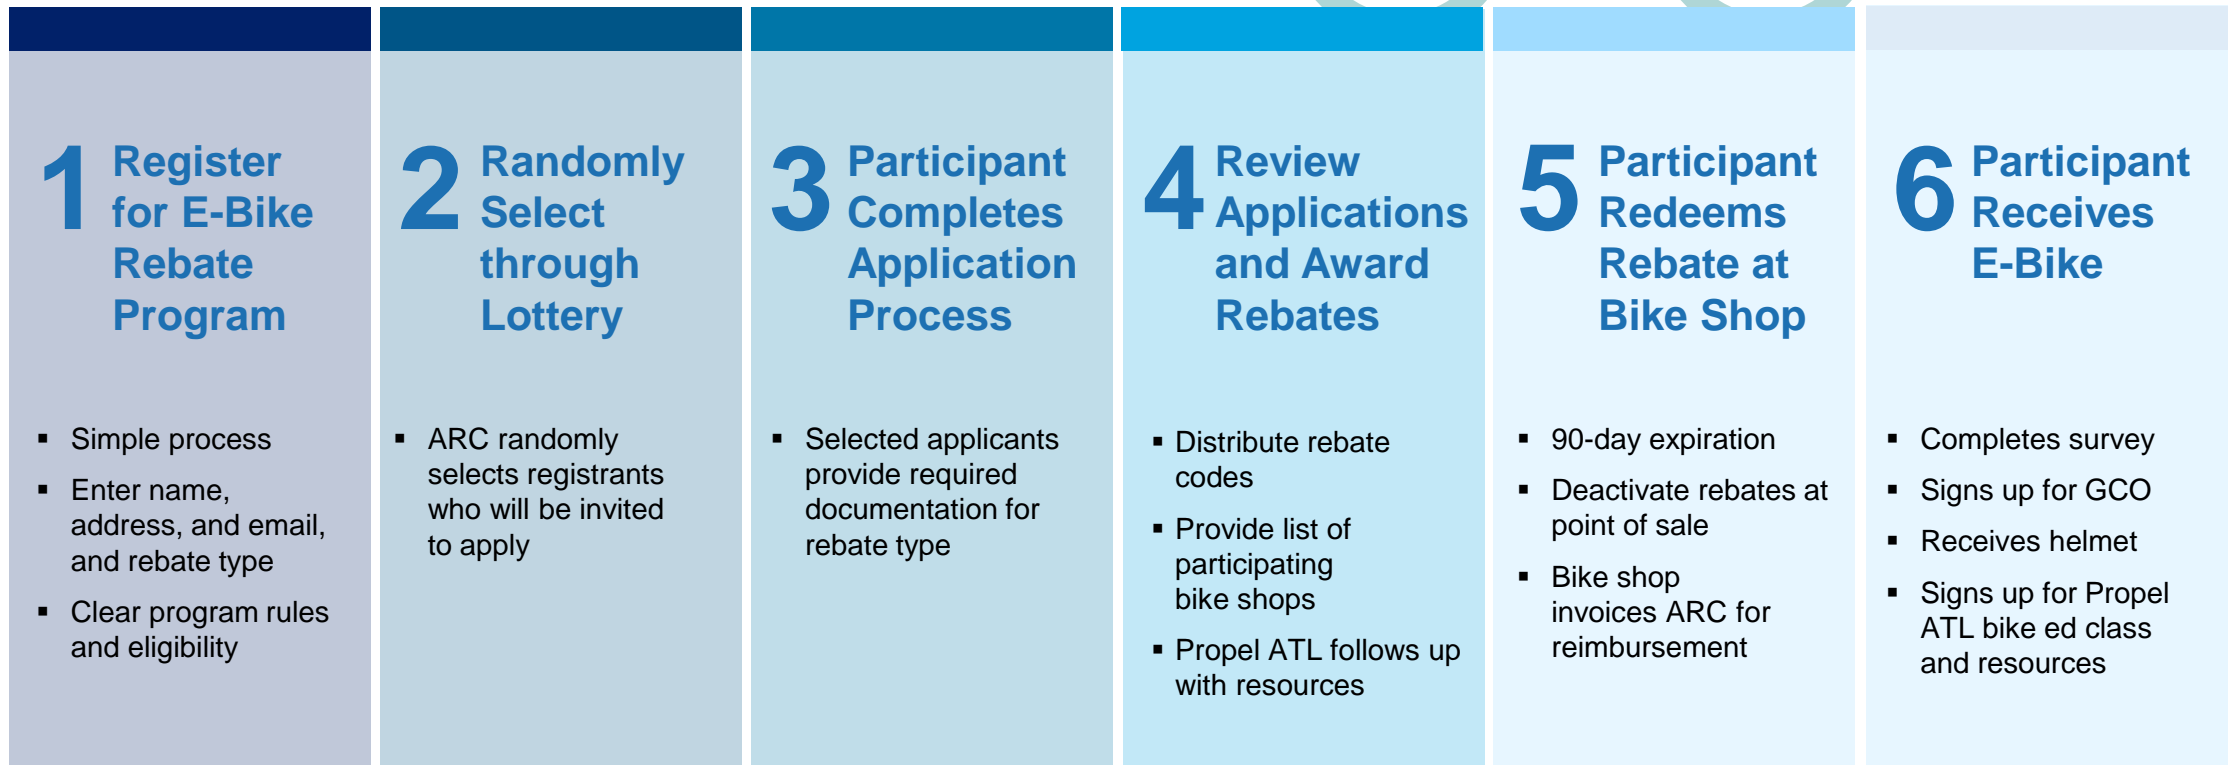 1
Register
for E-Bike
Rebate
Program
▪ Simple process
▪ Enter name,
address, and email,
and rebate type
▪ Clear program rules
and eligibility
2
Randomly
Select
through
Lottery
▪ ARC randomly
selects registrants
who will be invited
to apply
3
Participant
Completes
Application
Process
▪ Selected applicants
provide required
documentation for
rebate type
4
Review
Applications
and Award
Rebates
▪ Distribute rebate
codes
▪ Provide list of
participating
bike shops
▪ Propel ATL follows up
with resources
5
Participant
Redeems
Rebate at
Bike Shop
▪ 90-day expiration
▪ Deactivate rebates at
point of sale
▪ Bike shop
invoices ARC for
reimbursement
6
Participant
Receives
E-Bike
▪ Completes survey
▪ Signs up for GCO
▪ Receives helmet
▪ Signs up for Propel
ATL bike ed class
and resources